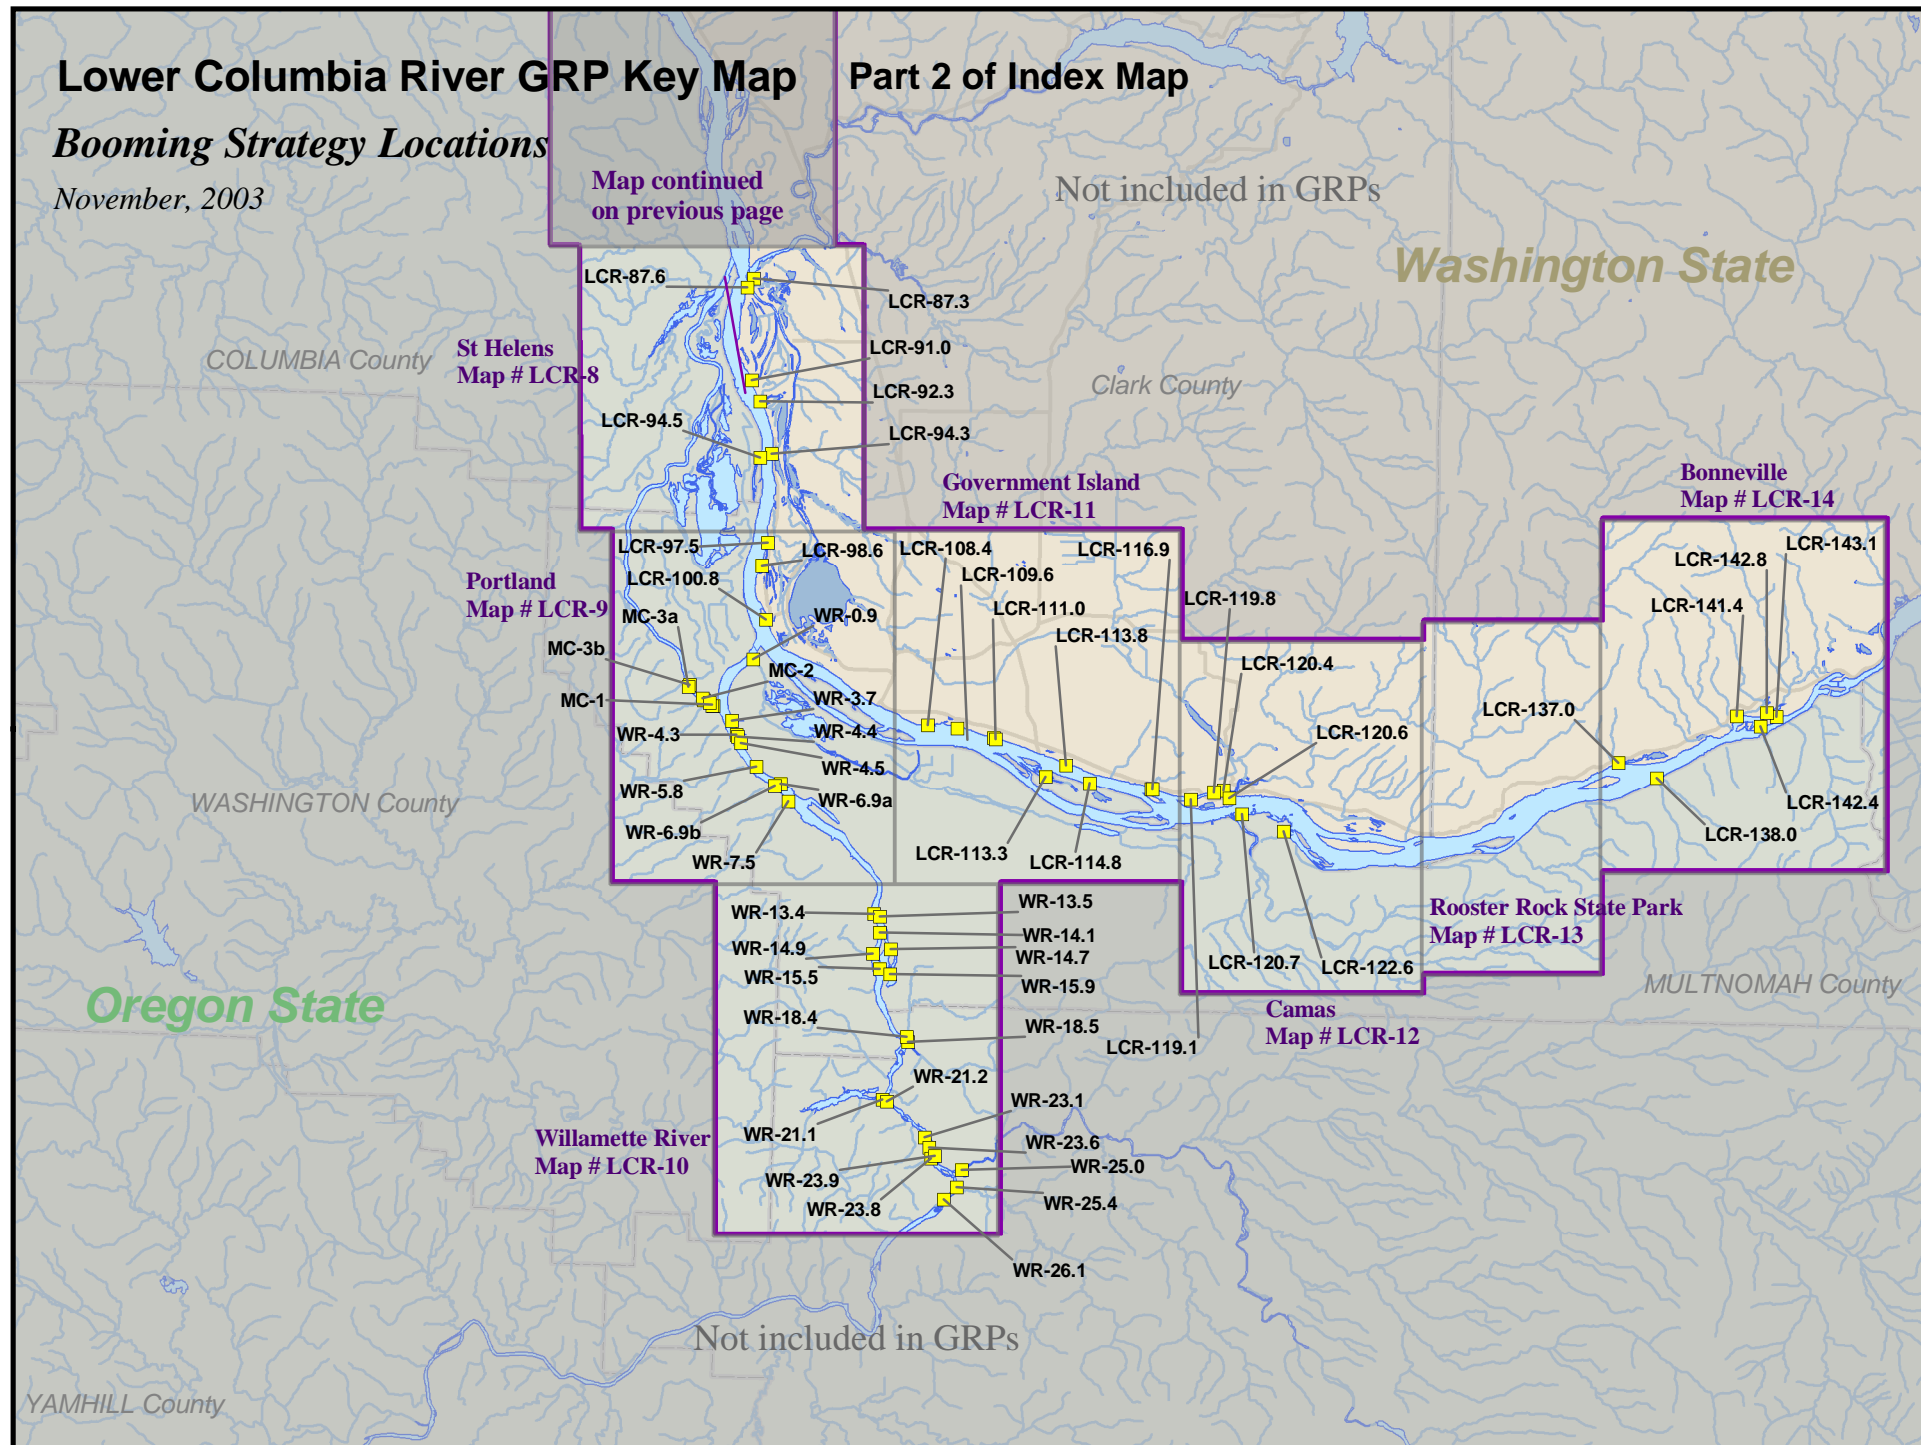 Lower Columbia River GRP Key Map
Part 2 of Index Map
Booming Strategy Locations
November, 2003
Map continued
on previous page
Not included in GRPs
Washington State
LCR-87.6
LCR-87.3
St Helens
Map # LCR-8
COLUMBIA County
LCR-91.0
LCR-92.3
Clark County
LCR-94.5
LCR-94.3
Government Island
Map # LCR-11
Bonneville
Map # LCR-14
LCR-97.5
LCR-98.6
LCR-108.4
LCR-116.9
LCR-142.8
LCR-143.1
Portland
Map # LCR-9
LCR-100.8
LCR-109.6
LCR-119.8
LCR-141.4
MC-3a
WR-0.9
LCR-111.0
LCR-113.8
MC-3b
MC-2
LCR-120.4
MC-1
WR-3.7
LCR-137.0
WR-4.3
WR-4.4
LCR-120.6
WR-4.5
WR-5.8
WR-6.9a
WASHINGTON County
LCR-142.4
WR-6.9b
LCR-138.0
WR-7.5
LCR-113.3
LCR-114.8
WR-13.4
WR-13.5
Rooster Rock State Park
Map # LCR-13
WR-14.1
WR-14.9
WR-14.7
WR-15.5
WR-15.9
LCR-120.7
LCR-122.6
MULTNOMAH County
Oregon State
WR-18.4
WR-18.5
Camas
Map # LCR-12
LCR-119.1
WR-21.2
WR-23.1
WR-21.1
Willamette River
Map # LCR-10
WR-23.6
WR-25.0
WR-23.9
WR-23.8
WR-25.4
WR-26.1
Not included in GRPs
YAMHILL County